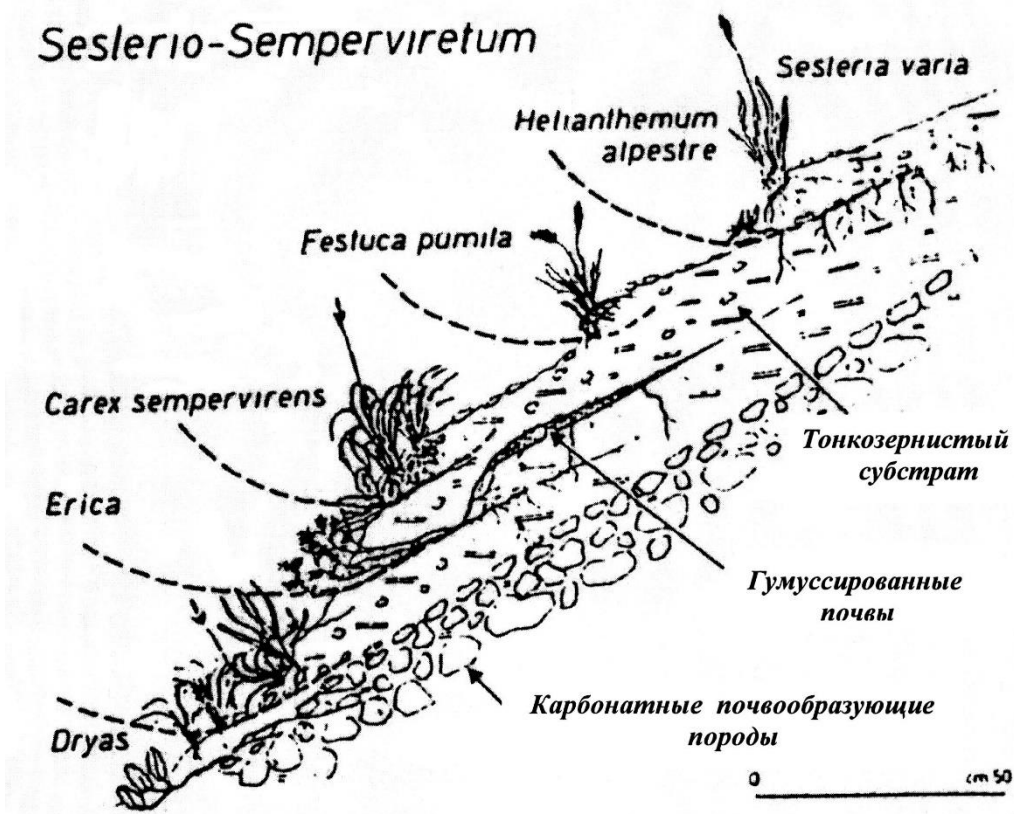 Seslerio-Semperviretum
Sesleria varia
Helianthemum
alpestre
Festuca pumila
Carex sempervirens
Erica
Dryas
Тонкозернистый
субстрат
Гумуссированные
почвы
Карбонатные почвообразующие
породы
0
cm 50